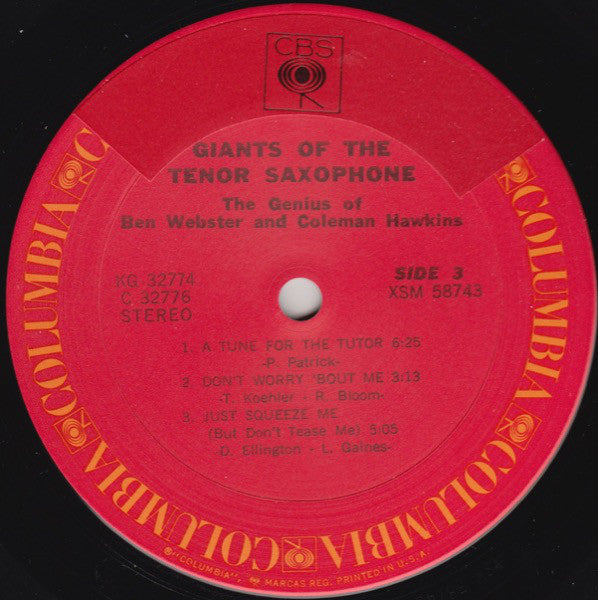 CBS
GIANTS OF THE
TENOR SAXOPHONE
The Genius of
Ben Webster and Coleman Hawkins
KG 32774
C 32776
STEREO
SIDE 3
XSM 58743
1. A TUNE FOR THE TUTOR 6:25
-P. Patrick-
2. DON'T WORRY 'BOUT ME 3:13
-T. Koehler - R. Bloom-
3. JUST SQUEEZE ME
(But Don't Tease Me) 5:05
D. Ellington - L. Gaines-
COLUMBIA COLUMBIA COLUMBIA COLUMBIA COLUMBIA C
℗"COLUMBIA", MARCAS REG. PRINTED IN U.S.A.